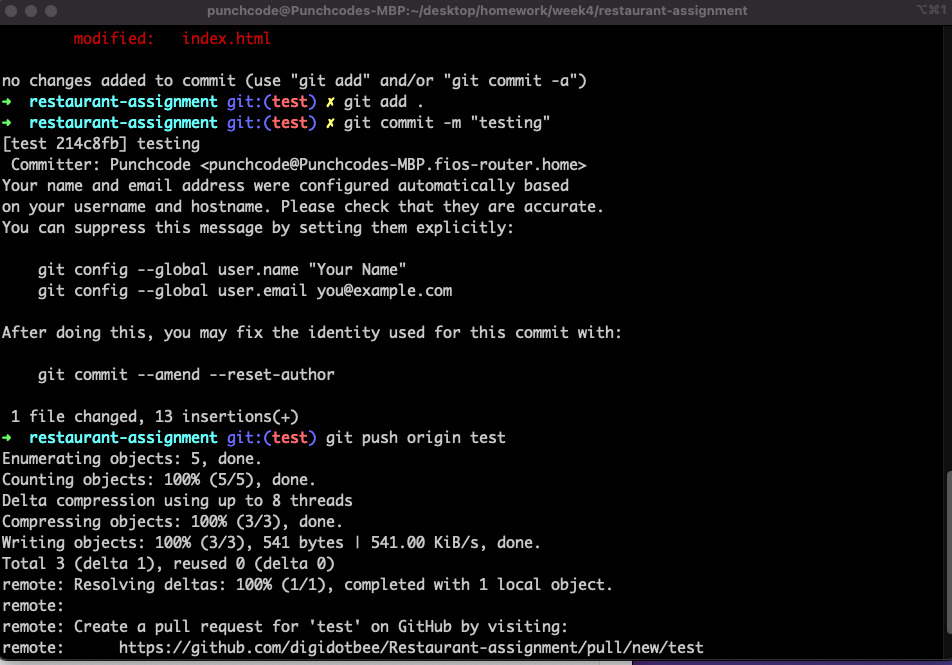 punchcode@Punchcodes-MBP:~/desktop/homework/week4/restaurant-assignment ⌥⌘1
modified: index.html
no changes added to commit (use "git add" and/or "git commit -a")
➜ restaurant-assignment git:(test) ✗ git add .
➜ restaurant-assignment git:(test) ✗ git commit -m "testing"
[test 214c8fb] testing
Committer: Punchcode <punchcode@Punchcodes-MBP.fios-router.home>
Your name and email address were configured automatically based
on your username and hostname. Please check that they are accurate.
You can suppress this message by setting them explicitly:
git config --global user.name "Your Name"
git config --global user.email you@example.com
After doing this, you may fix the identity used for this commit with:
git commit --amend --reset-author
1 file changed, 13 insertions(+)
➜ restaurant-assignment git:(test) git push origin test
Enumerating objects: 5, done.
Counting objects: 100% (5/5), done.
Delta compression using up to 8 threads
Compressing objects: 100% (3/3), done.
Writing objects: 100% (3/3), 541 bytes | 541.00 KiB/s, done.
Total 3 (delta 1), reused 0 (delta 0)
remote: Resolving deltas: 100% (1/1), completed with 1 local object.
remote:
remote: Create a pull request for 'test' on GitHub by visiting:
remote: https://github.com/digidotbee/Restaurant-assignment/pull/new/test